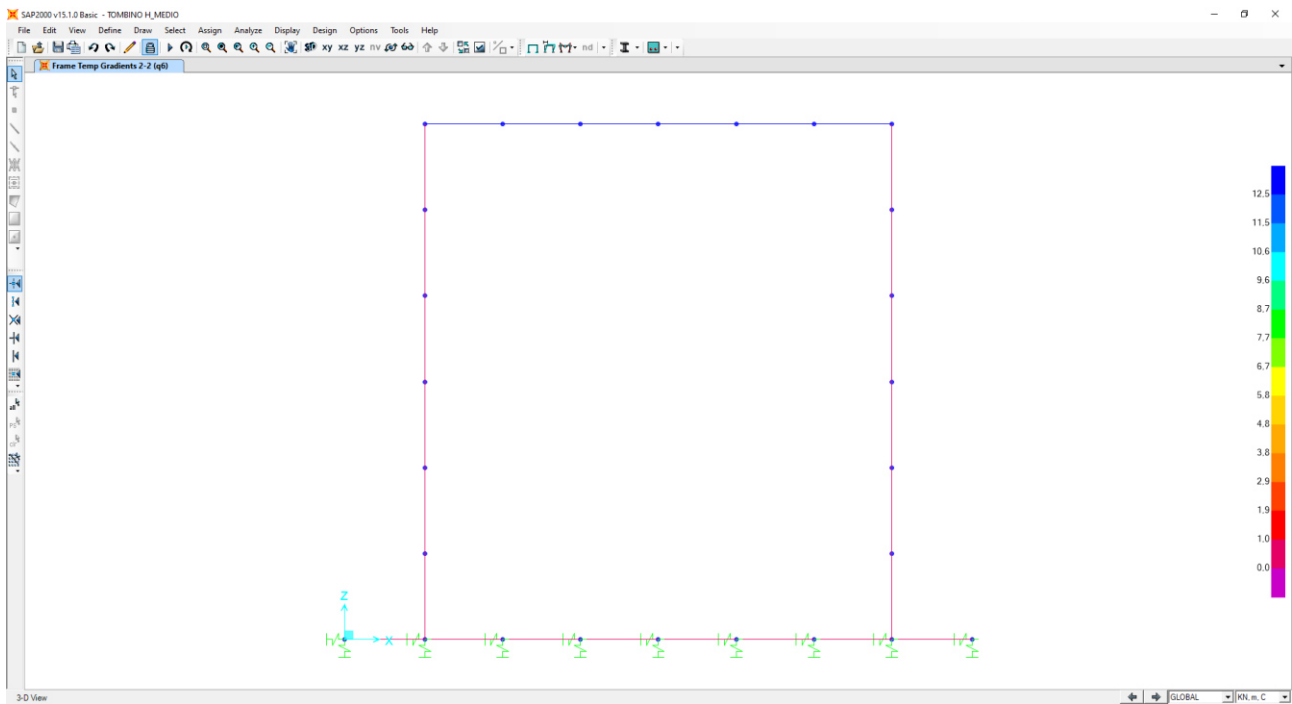 SAP2000 v15.1.0 Basic - TOMBINO H_MEDIO
File Edit View Define Draw Select Assign Analyze Display Design Options Tools Help
3D xy xz yz nv nd
Frame Temp Gradients 2-2 (q6)
12,5
11,5
10,6
9,6
8,7
7,7
6,7
5,8
4,8
3,8
2,9
1,9
1,0
0,0
Z
X
all
3-D View
GLOBAL
KN, m, C